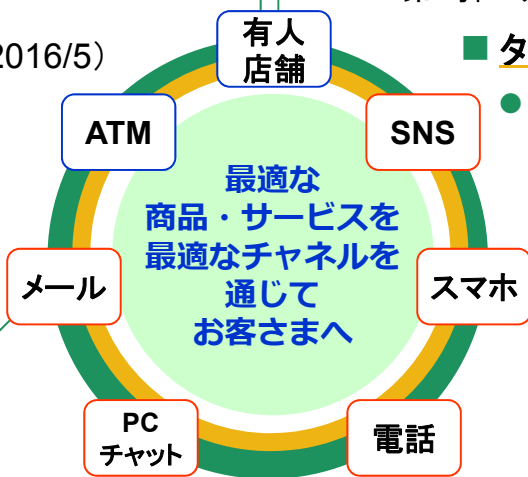 2016/5）
■ タ
●
有人
店舗
ATM
SNS
最適な
商品・サービスを
最適なチャネルを
通じて
お客さまへ
メール
スマホ
PC
チャット
電話